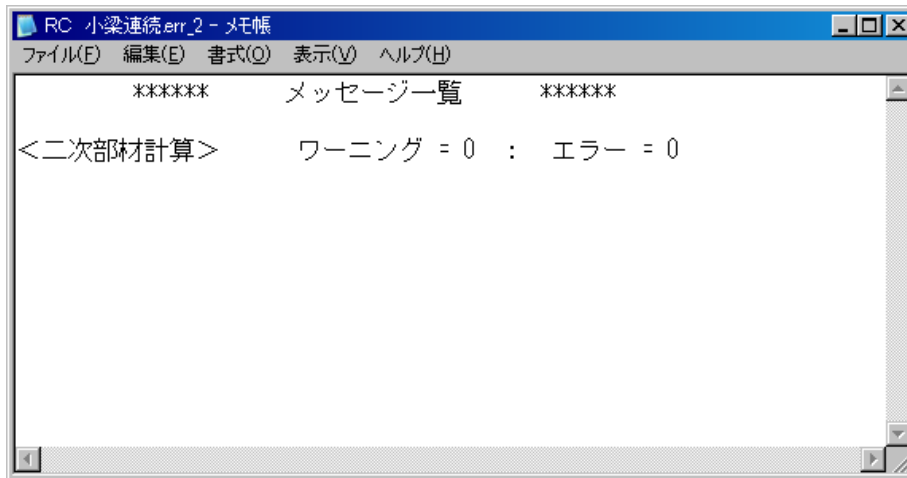 RC 小梁連続.err_2 - メモ帳
ファイル(F) 編集(E) 書式(O) 表示(V) ヘルプ(H)
****** メッセージ一覧 ******
<二次部材計算> ワーニング = 0 : エラー = 0